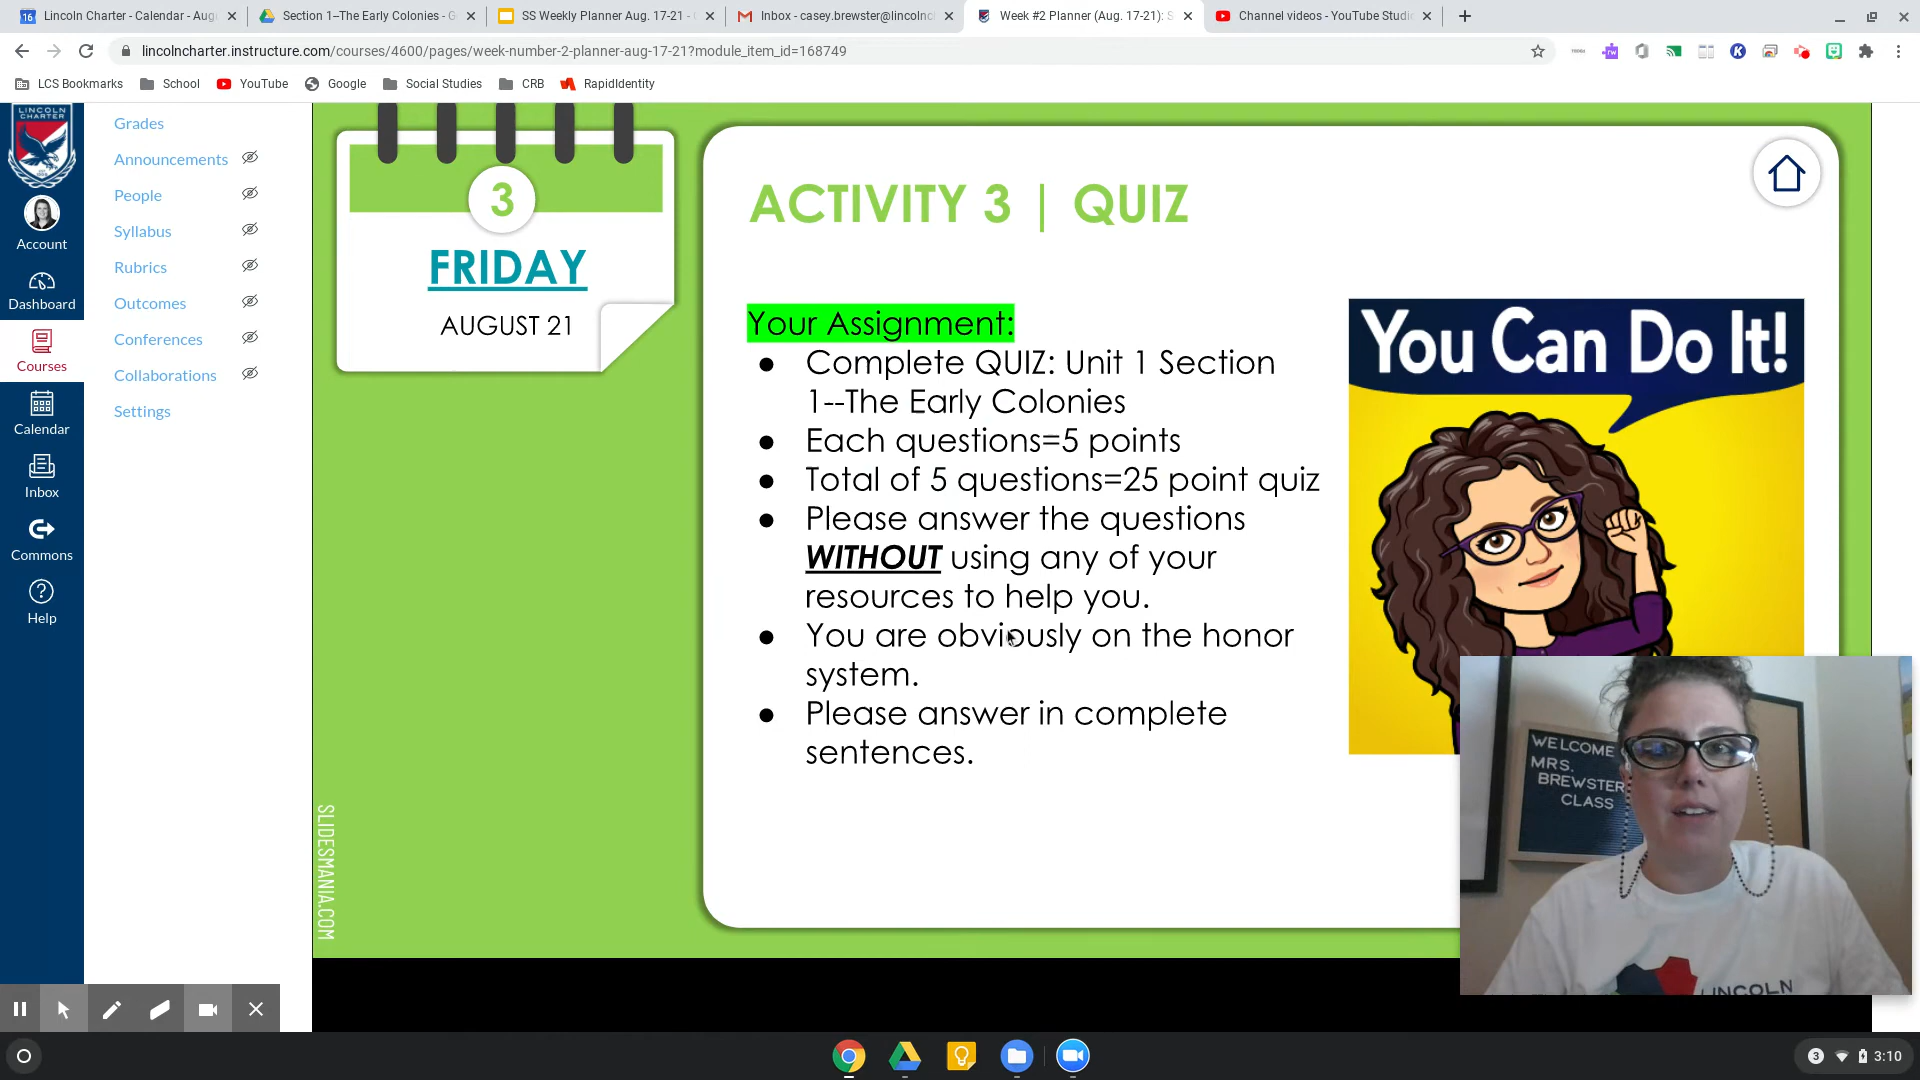 Lincoln Charter - Calendar - Aug
Section 1--The Early Colonies - G
SS Weekly Planner Aug. 17-21 -
Inbox - casey.brewster@lincolnc
Week #2 Planner (Aug. 17-21): S
Channel videos - YouTube Studi
lincolncharter.instructure.com/courses/4600/pages/week-number-2-planner-aug-17-21?module_item_id=168749
LCS Bookmarks
School
YouTube
Google
Social Studies
CRB
RapidIdentity
LINCOLN
CHARTER
Account
Dashboard
Courses
Calendar
Inbox
Commons
Help
Grades
Announcements
People
Syllabus
Rubrics
Outcomes
Conferences
Collaborations
Settings
3
FRIDAY
AUGUST 21
SLIDESMANIA.COM
ACTIVITY 3 | QUIZ
Your Assignment:
● Complete QUIZ: Unit 1 Section
1--The Early Colonies
● Each questions=5 points
● Total of 5 questions=25 point quiz
● Please answer the questions
WITHOUT using any of your
resources to help you.
● You are obviously on the honor
system.
● Please answer in complete
sentences.
You Can Do It!
WELCOME
MRS.
BREWSTER
CLASS
LINCOLN
3
3:10